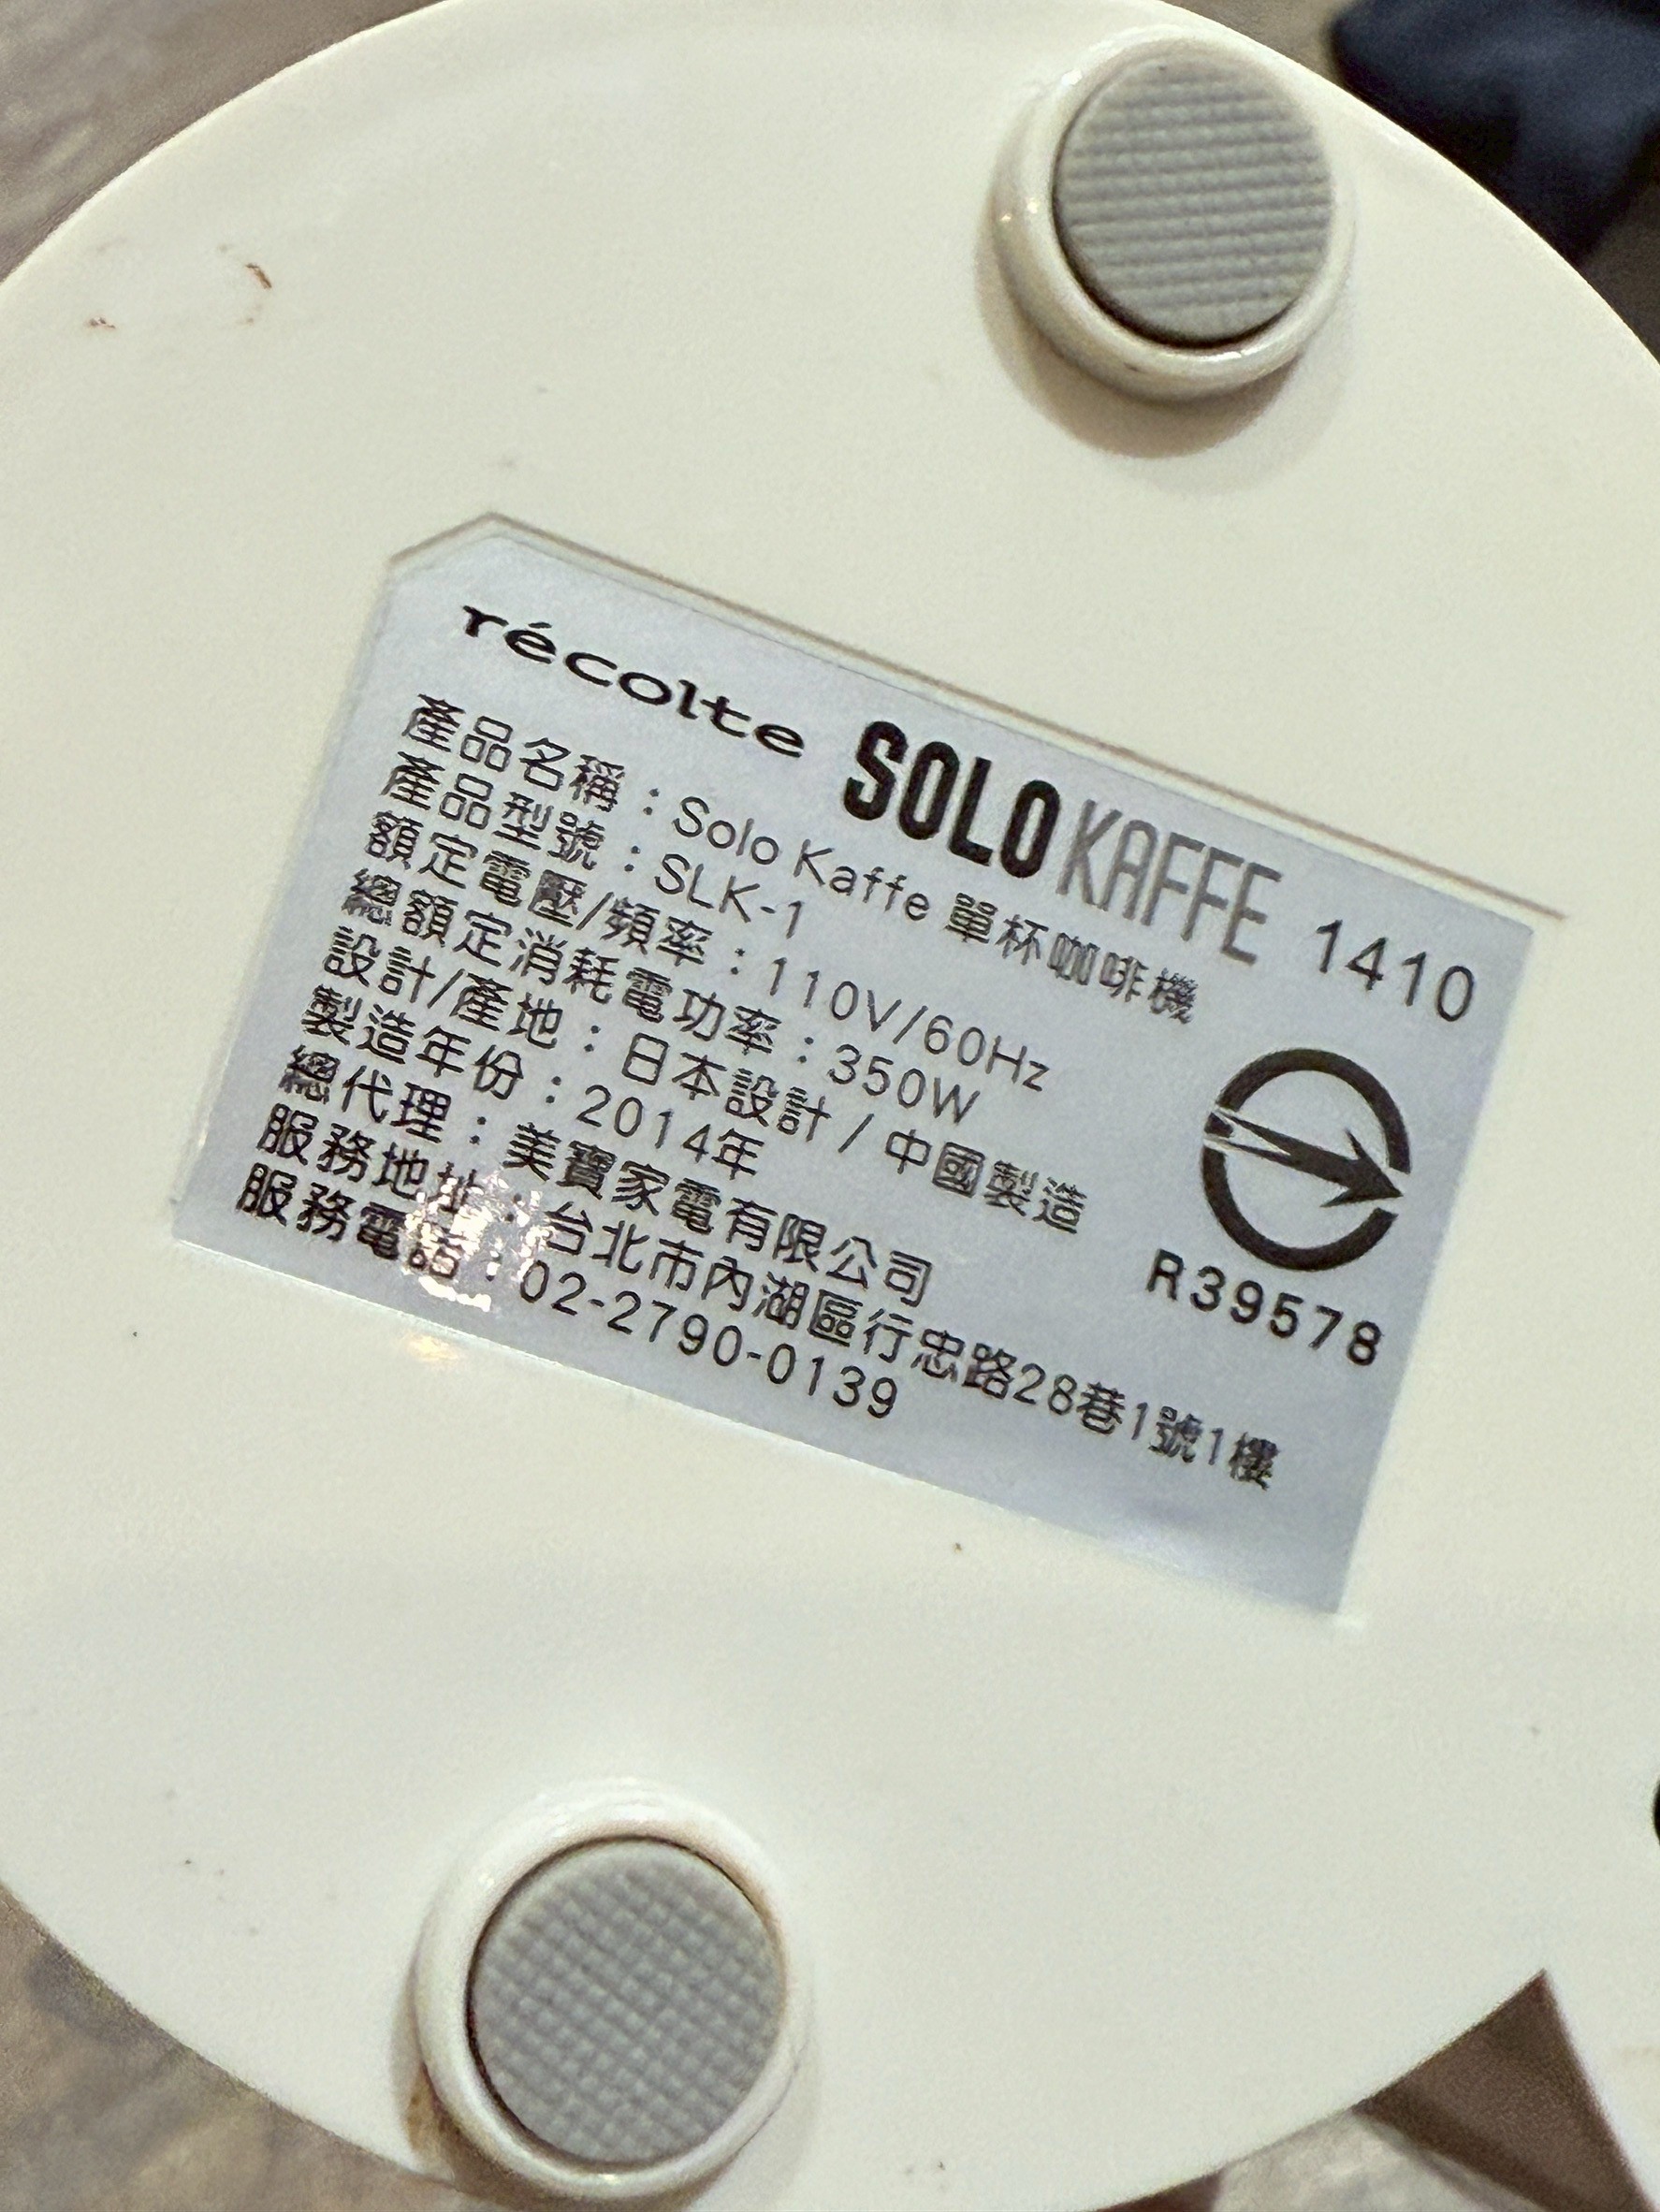 récolte SOLO KAFFE 1410
產品名稱：Solo Kaffe 單杯咖啡機
產品型號：SLK-1
額定電壓/頻率：110V/60Hz
總額定消耗電功率：350W
設計/產地：日本設計 / 中國製造
製造年份：2014年
總代理：美寶家電有限公司
服務地址：台北市內湖區行忠路28巷1號1樓
服務電話：02-2790-0139
R39578